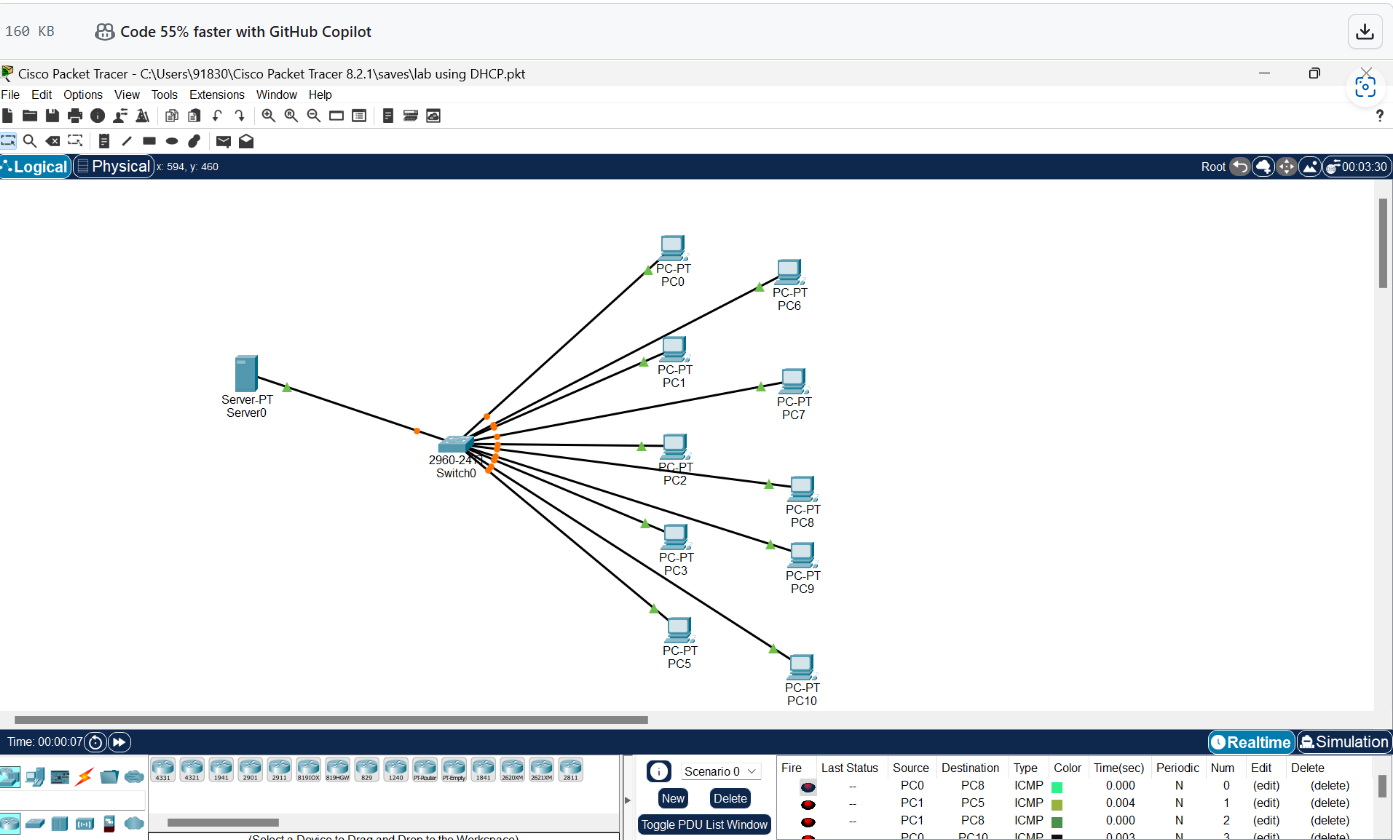 160 KB Code 55% faster with GitHub Copilot
Cisco Packet Tracer - C:\Users\91830\Cisco Packet Tracer 8.2.1\saves\lab using DHCP.pkt
File Edit Options View Tools Extensions Window Help
?
Logical Physical x: 594, y: 460 Root 00:03:30
PC-PT
PC0
PC-PT
PC6
PC-PT
PC1
Server-PT
Server0
PC-PT
PC7
2960-24TT
Switch0
PC-PT
PC2
PC-PT
PC8
PC-PT
PC3
PC-PT
PC9
PC-PT
PC5
PC-PT
PC10
Time: 00:00:07 Realtime Simulation
4331 4321 1941 2901 2911 819IOX 819HGW 829 1240 PT-Router PT-Empty 1841 2620XM 2621XM 2811
(Select a Device to Drag and Drop to the Workspace)
Scenario 0
New Delete
Toggle PDU List Window
Fire Last Status Source Destination Type Color Time(sec) Periodic Num Edit Delete
-- PC0 PC8 ICMP 0.000 N 0 (edit) (delete)
-- PC1 PC5 ICMP 0.004 N 1 (edit) (delete)
-- PC1 PC8 ICMP 0.000 N 2 (edit) (delete)
-- PC0 PC10 ICMP 0.003 N 3 (edit) (delete)